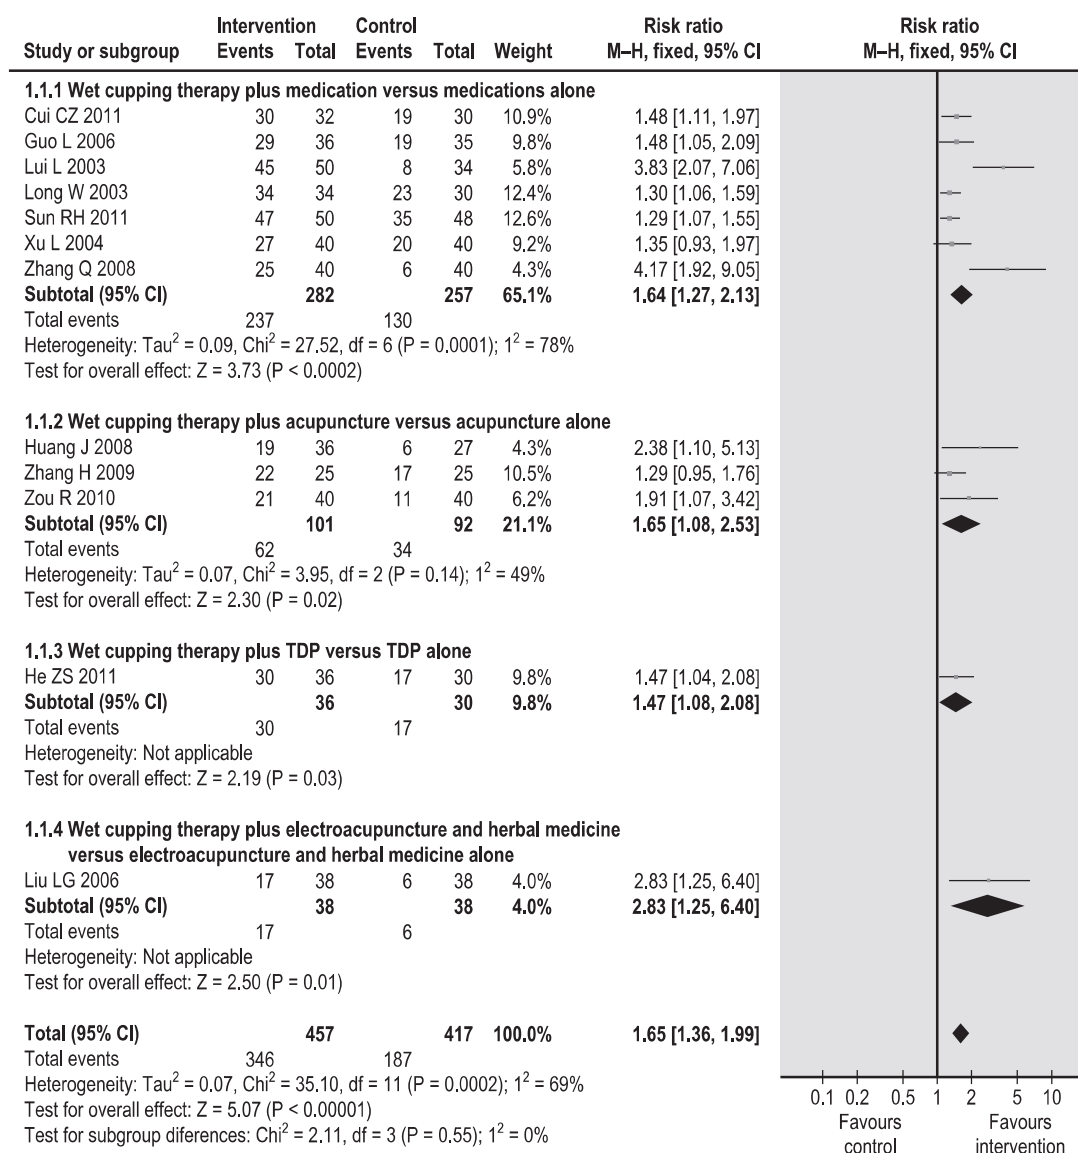 Intervention Control Risk ratio Risk ratio
Study or subgroup Events Total Events Total Weight M–H, fixed, 95% CI M–H, fixed, 95% CI
1.1.1 Wet cupping therapy plus medication versus medications alone
Cui CZ 2011 30 32 19 30 10.9% 1.48 [1.11, 1.97]
Guo L 2006 29 36 19 35 9.8% 1.48 [1.05, 2.09]
Lui L 2003 45 50 8 34 5.8% 3.83 [2.07, 7.06]
Long W 2003 34 34 23 30 12.4% 1.30 [1.06, 1.59]
Sun RH 2011 47 50 35 48 12.6% 1.29 [1.07, 1.55]
Xu L 2004 27 40 20 40 9.2% 1.35 [0.93, 1.97]
Zhang Q 2008 25 40 6 40 4.3% 4.17 [1.92, 9.05]
Subtotal (95% CI) 282 257 65.1% 1.64 [1.27, 2.13]
Total events 237 130
Heterogeneity: Tau² = 0.09, Chi² = 27.52, df = 6 (P = 0.0001); 1² = 78%
Test for overall effect: Z = 3.73 (P < 0.0002)
1.1.2 Wet cupping therapy plus acupuncture versus acupuncture alone
Huang J 2008 19 36 6 27 4.3% 2.38 [1.10, 5.13]
Zhang H 2009 22 25 17 25 10.5% 1.29 [0.95, 1.76]
Zou R 2010 21 40 11 40 6.2% 1.91 [1.07, 3.42]
Subtotal (95% CI) 101 92 21.1% 1.65 [1.08, 2.53]
Total events 62 34
Heterogeneity: Tau² = 0.07, Chi² = 3.95, df = 2 (P = 0.14); 1² = 49%
Test for overall effect: Z = 2.30 (P = 0.02)
1.1.3 Wet cupping therapy plus TDP versus TDP alone
He ZS 2011 30 36 17 30 9.8% 1.47 [1.04, 2.08]
Subtotal (95% CI) 36 30 9.8% 1.47 [1.08, 2.08]
Total events 30 17
Heterogeneity: Not applicable
Test for overall effect: Z = 2.19 (P = 0.03)
1.1.4 Wet cupping therapy plus electroacupuncture and herbal medicine
versus electroacupuncture and herbal medicine alone
Liu LG 2006 17 38 6 38 4.0% 2.83 [1.25, 6.40]
Subtotal (95% CI) 38 38 4.0% 2.83 [1.25, 6.40]
Total events 17 6
Heterogeneity: Not applicable
Test for overall effect: Z = 2.50 (P = 0.01)
Total (95% CI) 457 417 100.0% 1.65 [1.36, 1.99]
Total events 346 187
Heterogeneity: Tau² = 0.07, Chi² = 35.10, df = 11 (P = 0.0002); 1² = 69%
Test for overall effect: Z = 5.07 (P < 0.00001)
Test for subgroup diferences: Chi² = 2.11, df = 3 (P = 0.55); 1² = 0%
0.1 0.2 0.5 1 2 5 10
Favours control Favours intervention